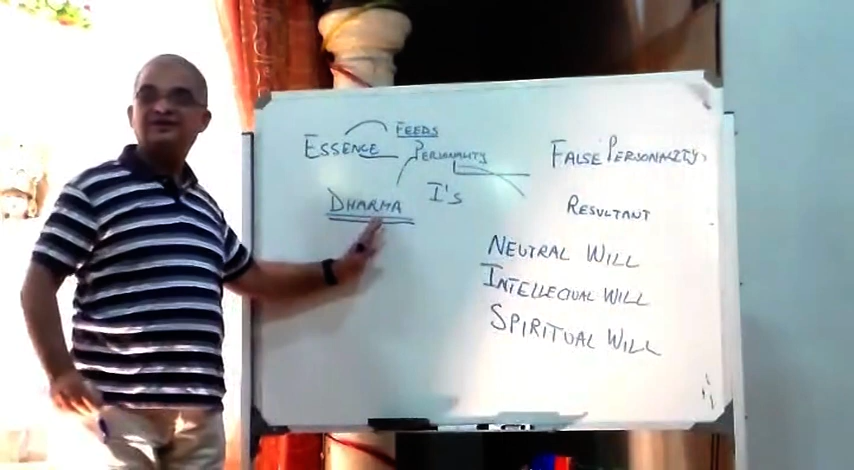 FEEDS
ESSENCE PERSONALITY FALSE PERSONALITY
DHARMA I's
RESULTANT
NEUTRAL WILL
INTELLECUAL WILL
SPIRITUAL WILL